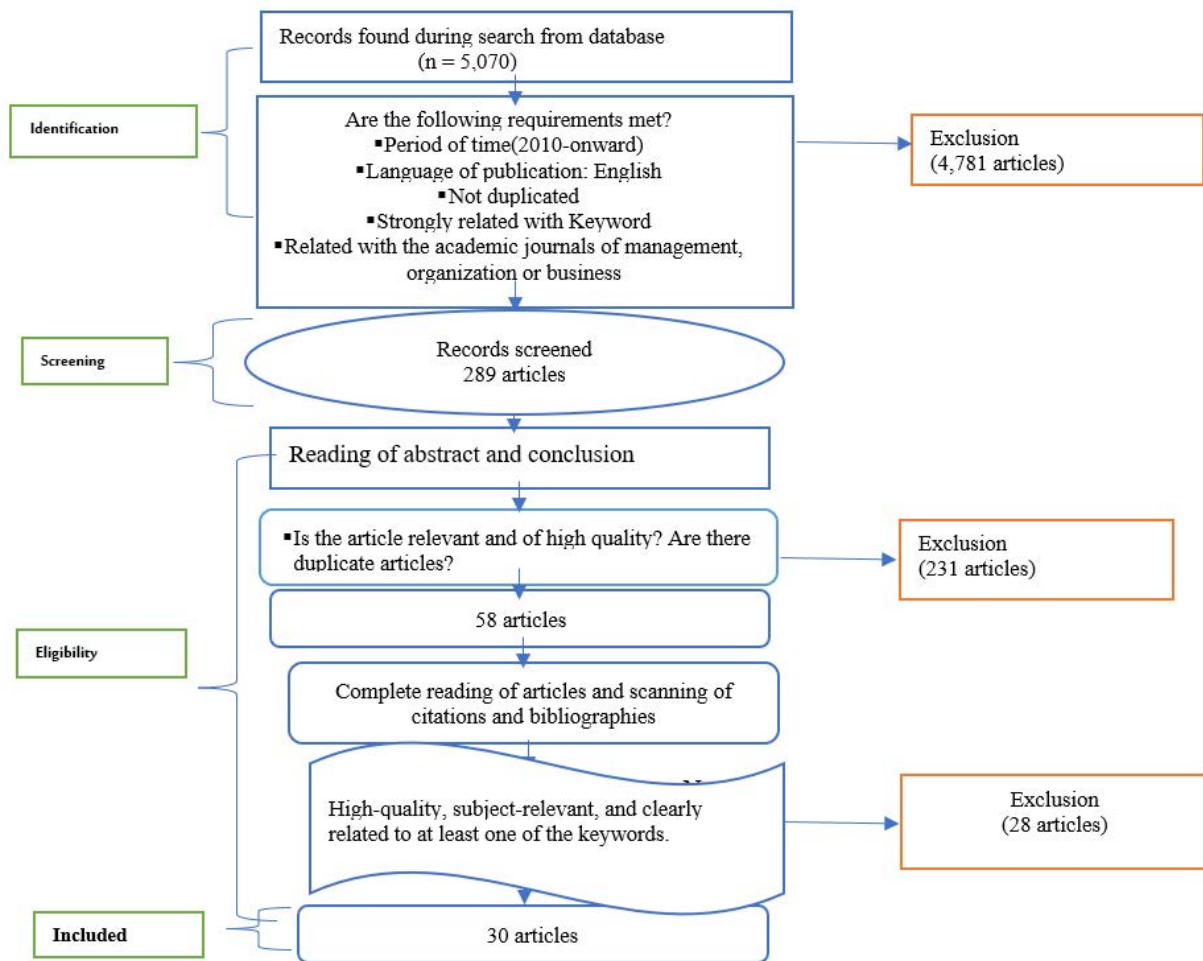 Records found during search from database
(n = 5,070)
Identification
Are the following requirements met?
▪Period of time(2010-onward)
▪Language of publication: English
▪Not duplicated
▪Strongly related with Keyword
▪Related with the academic journals of management,
organization or business
Exclusion
(4,781 articles)
Screening
Records screened
289 articles
Reading of abstract and conclusion
▪Is the article relevant and of high quality? Are there
duplicate articles?
Exclusion
(231 articles)
58 articles
Eligibility
Complete reading of articles and scanning of
citations and bibliographies
High-quality, subject-relevant, and clearly
related to at least one of the keywords.
Exclusion
(28 articles)
Included
30 articles